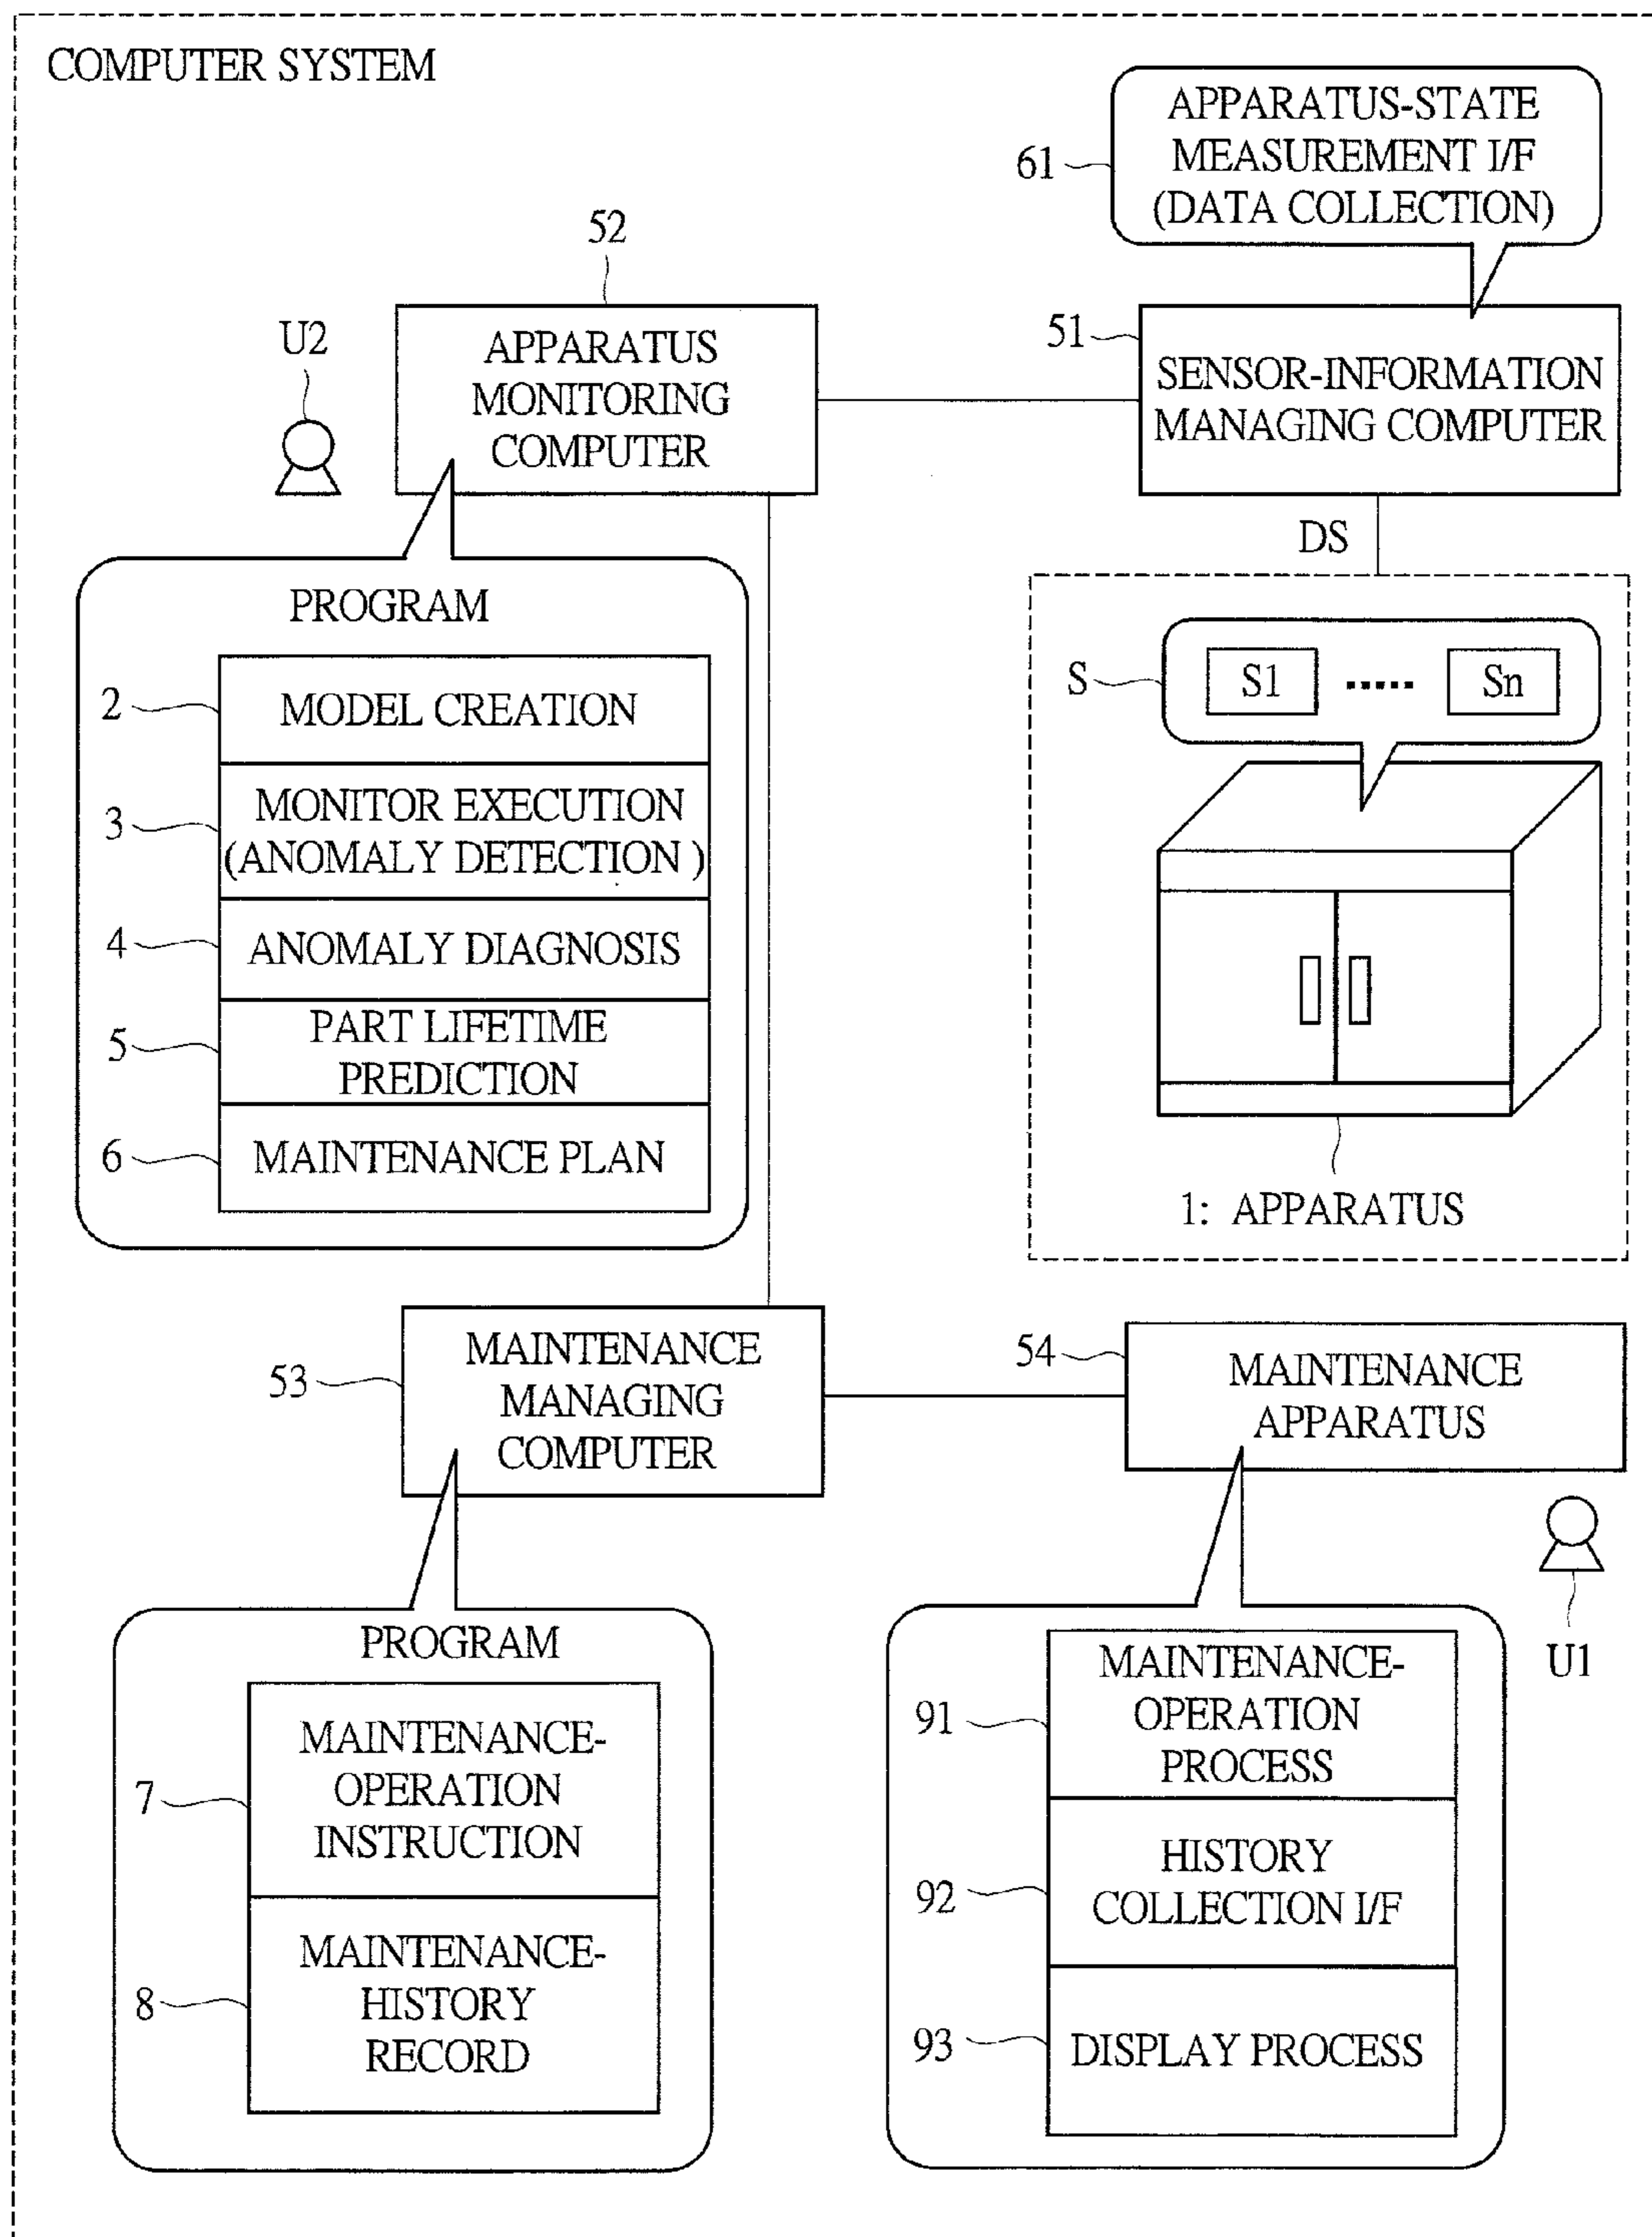 COMPUTER SYSTEM
APPARATUS-STATE
MEASUREMENT I/F
(DATA COLLECTION)
61
52
U2
APPARATUS
MONITORING
COMPUTER
51
SENSOR-INFORMATION
MANAGING COMPUTER
DS
PROGRAM
2
MODEL CREATION
3
MONITOR EXECUTION
(ANOMALY DETECTION )
4
ANOMALY DIAGNOSIS
5
PART LIFETIME
PREDICTION
6
MAINTENANCE PLAN
S
S1 ..... Sn
1: APPARATUS
53
MAINTENANCE
MANAGING
COMPUTER
54
MAINTENANCE
APPARATUS
U1
PROGRAM
7
MAINTENANCE-
OPERATION
INSTRUCTION
8
MAINTENANCE-
HISTORY
RECORD
91
MAINTENANCE-
OPERATION
PROCESS
92
HISTORY
COLLECTION I/F
93
DISPLAY PROCESS